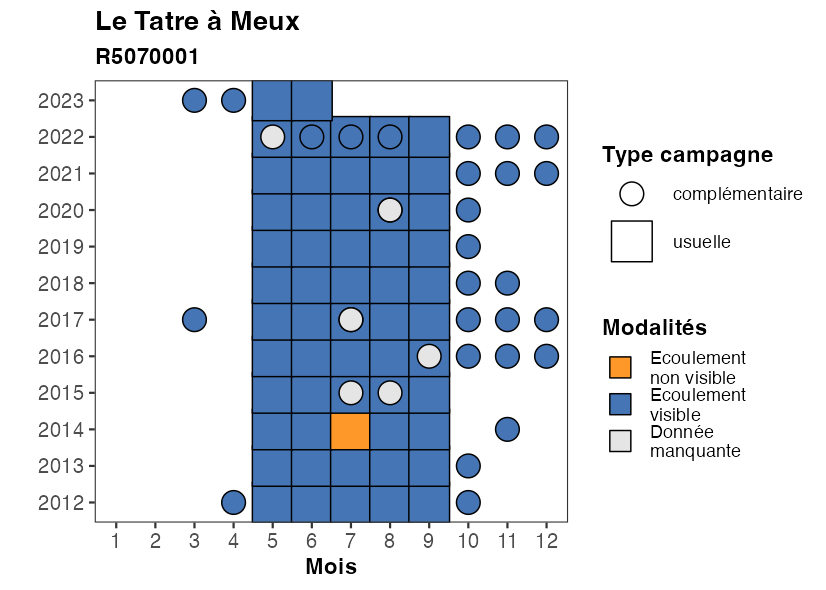 Le Tatre à Meux
R5070001
2023
2022
2021
2020
2019
2018
2017
2016
2015
2014
2013
2012
1 2 3 4 5 6 7 8 9 10 11 12
Mois
Type campagne
complémentaire
usuelle
Modalités
Ecoulement
non visible
Ecoulement
visible
Donnée
manquante